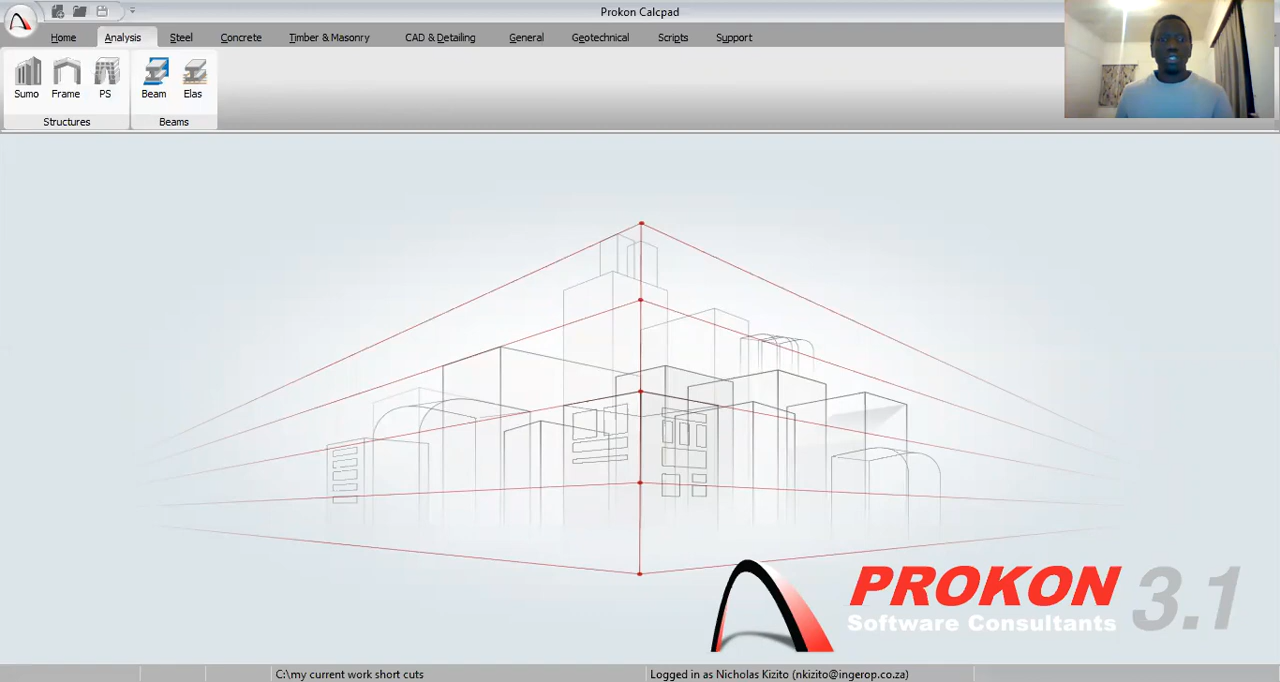 Prokon Calcpad
Home Analysis Steel Concrete Timber & Masonry CAD & Detailing General Geotechnical Scripts Support
Sumo Frame PS Beam Elas
Structures Beams
PROKON 3.1
Software Consultants
C:\my current work short cuts Logged in as Nicholas Kizito (nkizito@ingerop.co.za)